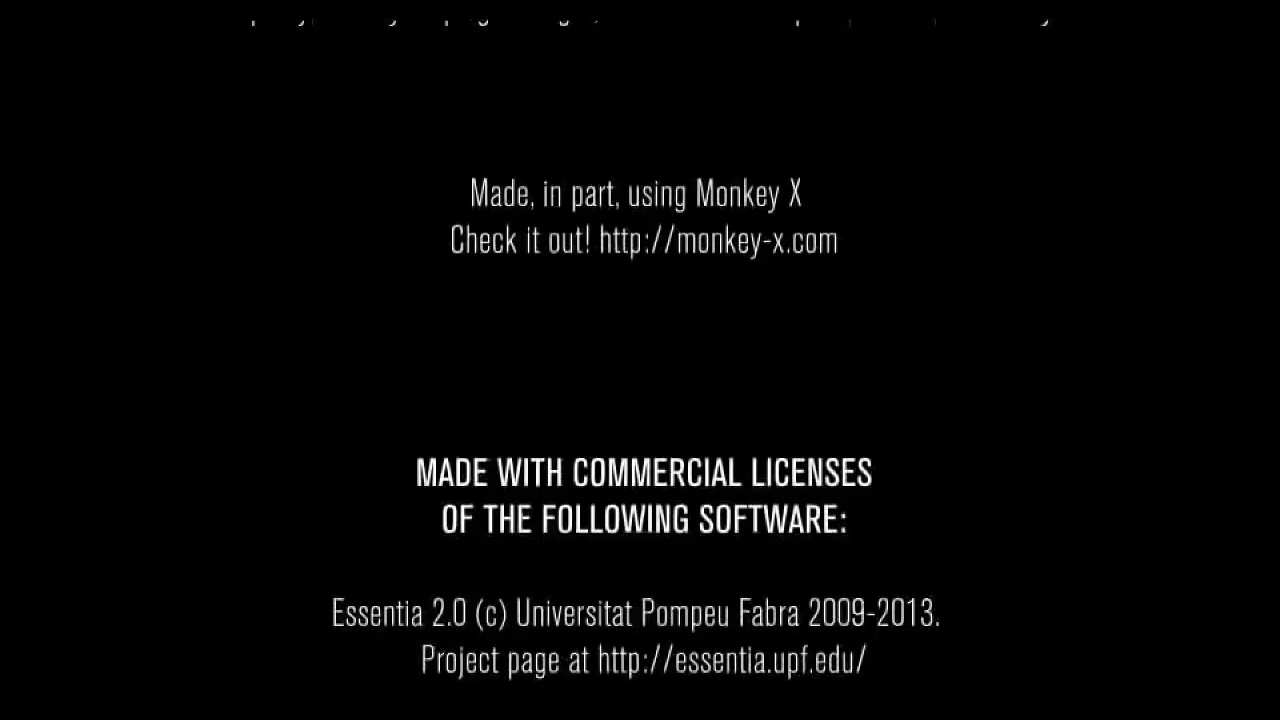 Made, in part, using Monkey X
Check it out! http://monkey-x.com
MADE WITH COMMERCIAL LICENSES
OF THE FOLLOWING SOFTWARE:
Essentia 2.0 (c) Universitat Pompeu Fabra 2009-2013.
Project page at http://essentia.upf.edu/